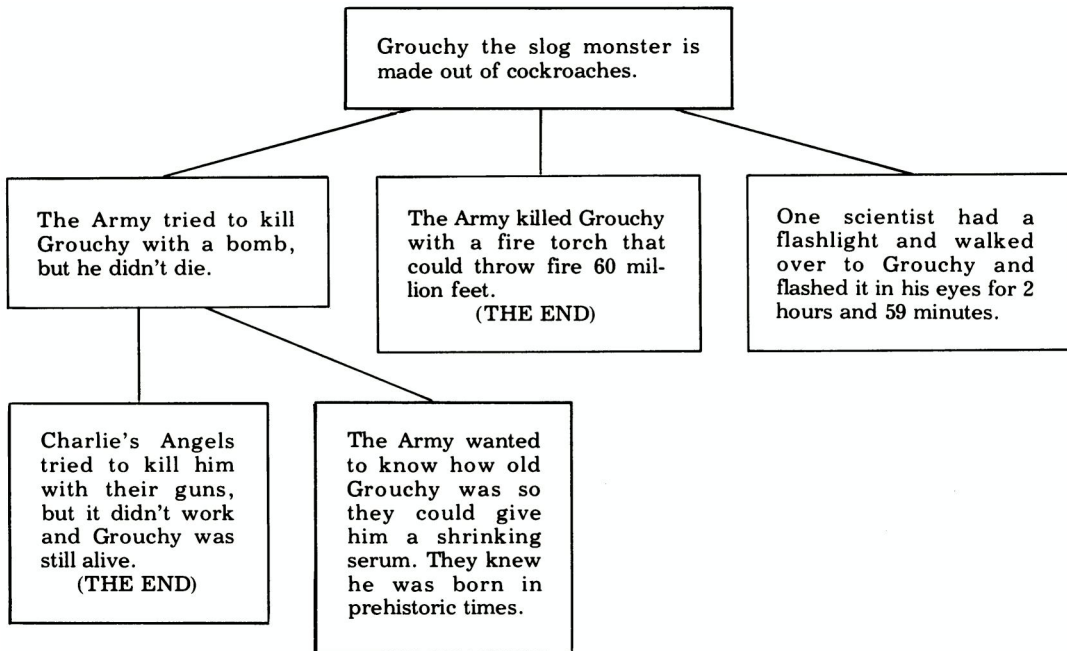 Grouchy the slog monster is
made out of cockroaches.
The Army tried to kill
Grouchy with a bomb,
but he didn't die.
The Army killed Grouchy
with a fire torch that
could throw fire 60 mil-
lion feet.
(THE END)
One scientist had a
flashlight and walked
over to Grouchy and
flashed it in his eyes for 2
hours and 59 minutes.
Charlie's Angels
tried to kill him
with their guns,
but it didn't work
and Grouchy was
still alive.
(THE END)
The Army wanted
to know how old
Grouchy was so
they could give
him a shrinking
serum. They knew
he was born in
prehistoric times.